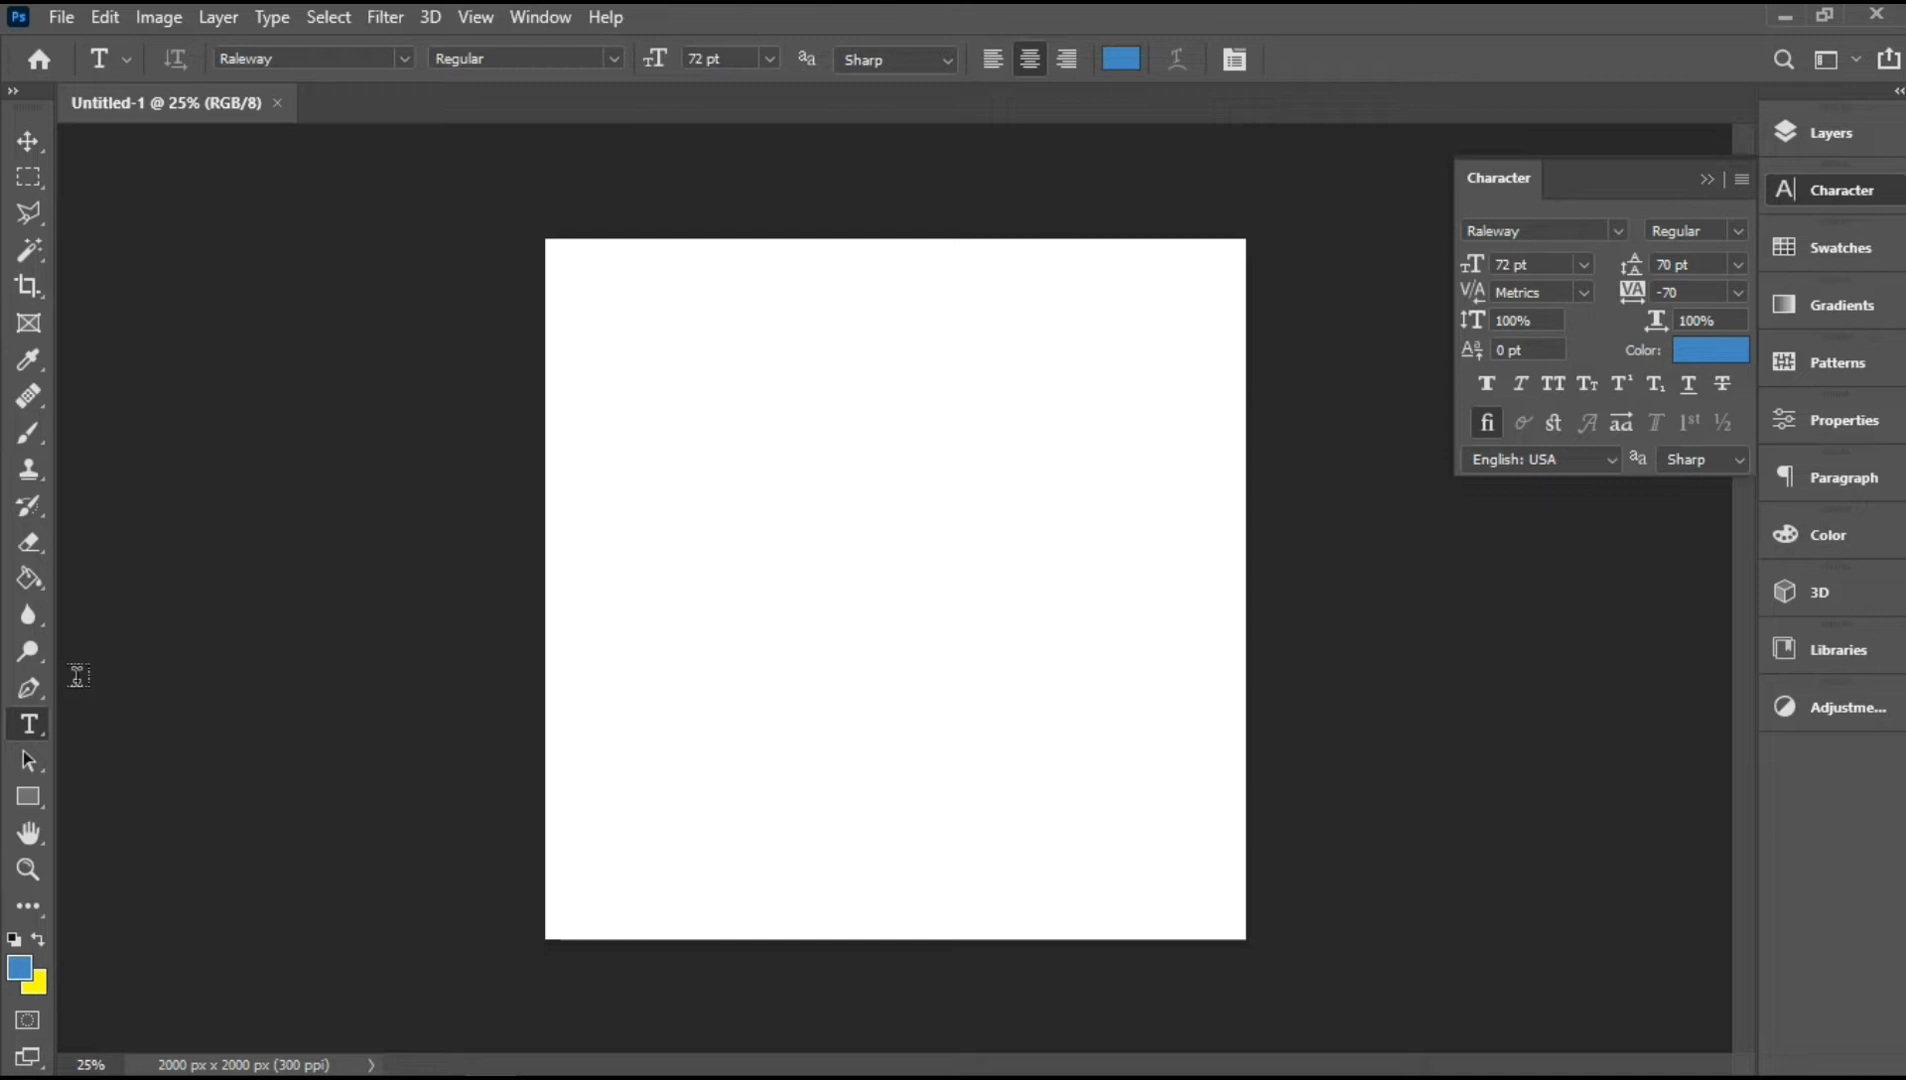 Ps File Edit Image Layer Type Select Filter 3D View Window Help
Raleway Regular 72 pt Sharp
Untitled-1 @ 25% (RGB/8)
Layers
Character
Character
Raleway Regular
Swatches
72 pt 70 pt
Metrics -70
Gradients
100% 100%
0 pt Color:
Patterns
Properties
English: USA Sharp
Paragraph
Color
3D
Libraries
Adjustme...
25% 2000 px x 2000 px (300 ppi)